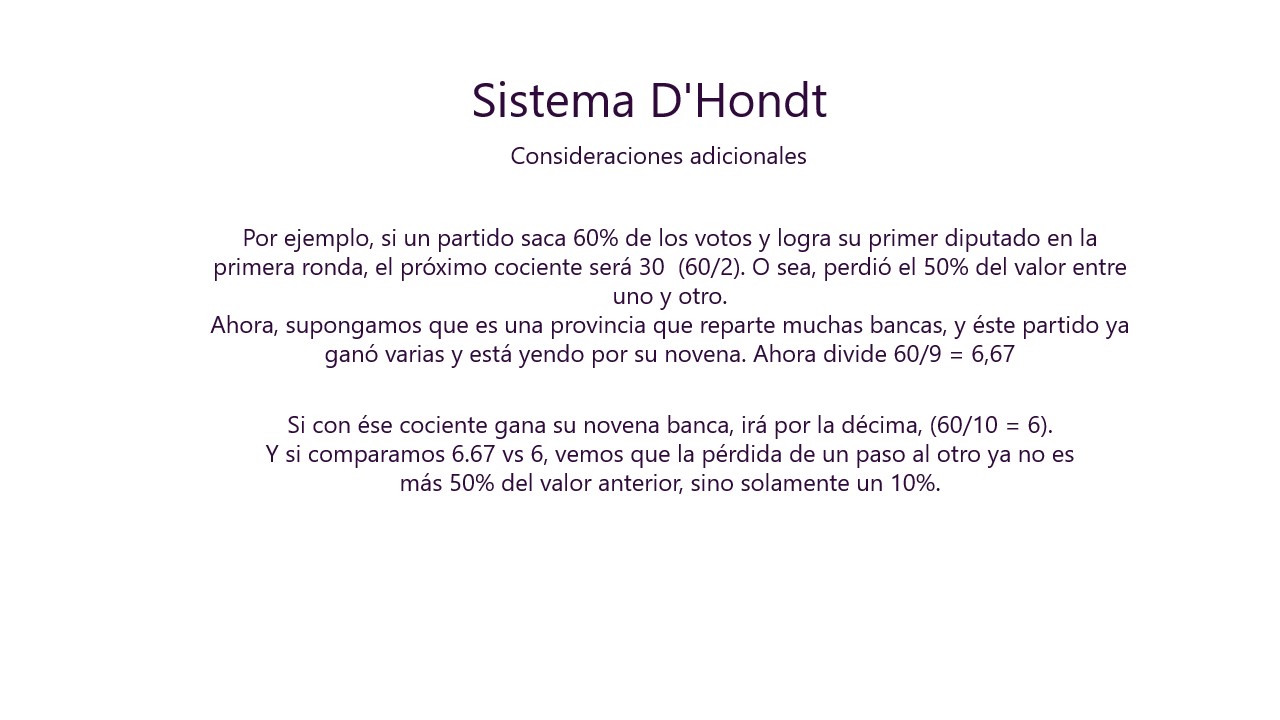 Sistema D'Hondt
Consideraciones adicionales
Por ejemplo, si un partido saca 60% de los votos y logra su primer diputado en la
primera ronda, el próximo cociente será 30  (60/2). O sea, perdió el 50% del valor entre
uno y otro.
Ahora, supongamos que es una provincia que reparte muchas bancas, y éste partido ya
ganó varias y está yendo por su novena. Ahora divide 60/9 = 6,67
Si con ése cociente gana su novena banca, irá por la décima, (60/10 = 6).
Y si comparamos 6.67 vs 6, vemos que la pérdida de un paso al otro ya no es
más 50% del valor anterior, sino solamente un 10%.